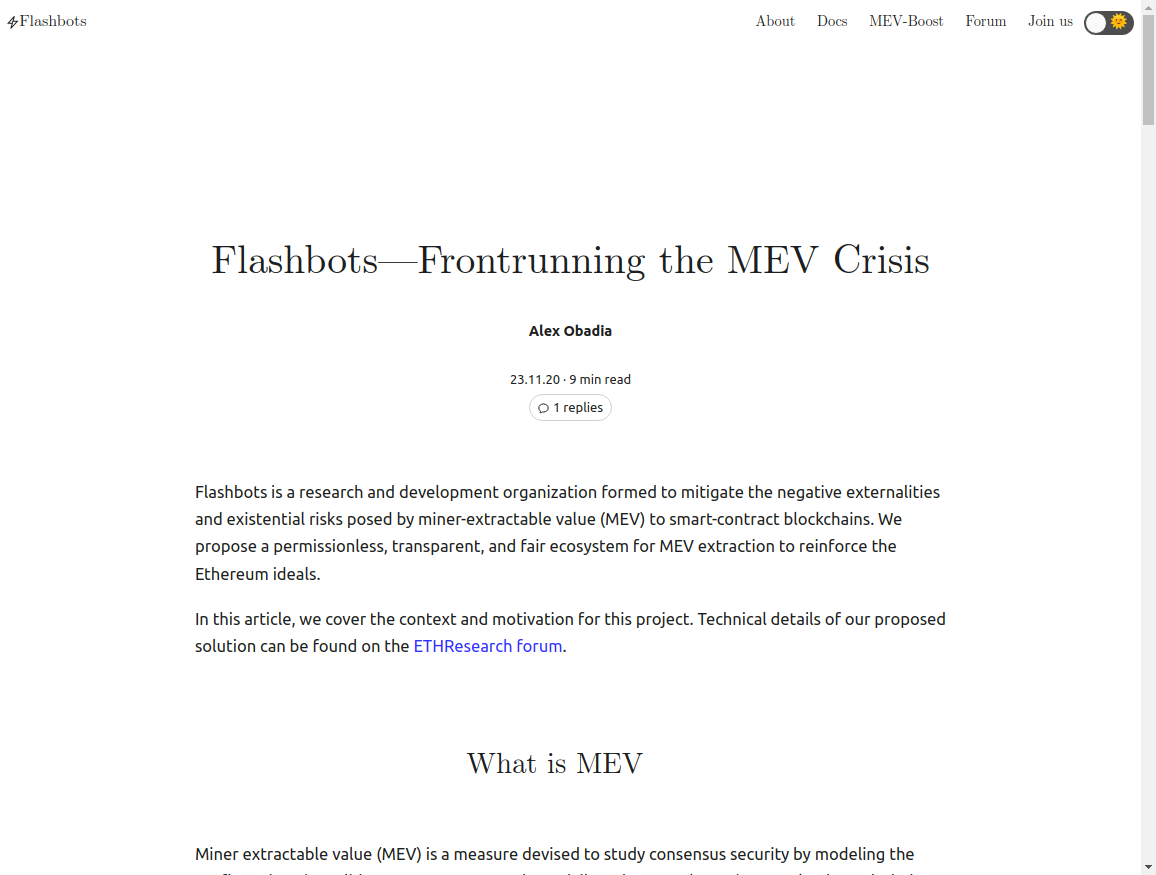 Flashbots
About Docs MEV-Boost Forum Join us
Flashbots—Frontrunning the MEV Crisis
Alex Obadia
23.11.20 · 9 min read
1 replies
Flashbots is a research and development organization formed to mitigate the negative externalities
and existential risks posed by miner-extractable value (MEV) to smart-contract blockchains. We
propose a permissionless, transparent, and fair ecosystem for MEV extraction to reinforce the
Ethereum ideals.
In this article, we cover the context and motivation for this project. Technical details of our proposed
solution can be found on the ETHResearch forum.
What is MEV
Miner extractable value (MEV) is a measure devised to study consensus security by modeling the